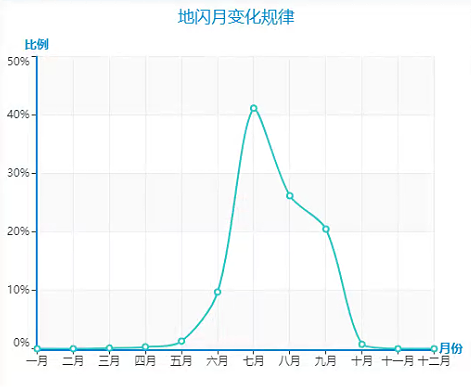 地闪月变化规律
比例
50%
40%
30%
20%
10%
0%
一月 二月 三月 四月 五月 六月 七月 八月 九月 十月 十一月 十二月 月份